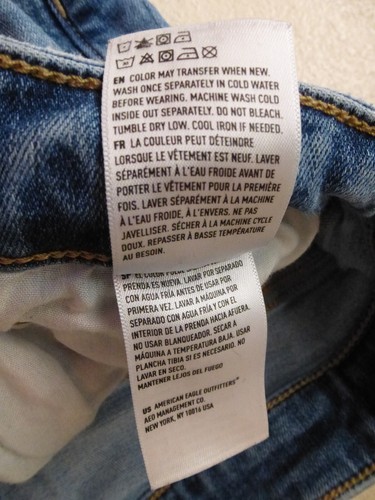 EN COLOR MAY TRANSFER WHEN NEW.
WASH ONCE SEPARATELY IN COLD WATER
BEFORE WEARING. MACHINE WASH COLD
INSIDE OUT SEPARATELY. DO NOT BLEACH.
TUMBLE DRY LOW. COOL IRON IF NEEDED.
FR LA COULEUR PEUT DÉTEINDRE
LORSQUE LE VÊTEMENT EST NEUF. LAVER
SÉPARÉMENT À L'EAU FROIDE AVANT DE
PORTER LE VÊTEMENT POUR LA PREMIÈRE
FOIS. LAVER SÉPARÉMENT À LA MACHINE
À L'EAU FROIDE, À L'ENVERS. NE PAS
JAVELLISER. SÉCHER À LA MACHINE CYCLE
DOUX. REPASSER À BASSE TEMPÉRATURE
AU BESOIN.
SP EL COLOR PUEDE
PRENDA ES NUEVA. LAVAR POR SEPARADO
CON AGUA FRÍA ANTES DE USAR POR
PRIMERA VEZ. LAVAR A MÁQUINA POR
SEPARADO CON AGUA FRÍA Y CON EL
INTERIOR DE LA PRENDA HACIA AFUERA.
NO USAR BLANQUEADOR. SECAR A
MÁQUINA A TEMPERATURA BAJA. USAR
PLANCHA TIBIA SI ES NECESARIO. NO
LAVAR EN SECO.
MANTENER LEJOS DEL FUEGO
US AMERICAN EAGLE OUTFITTERS®
AEO MANAGEMENT CO.
NEW YORK, NY 10014 USA